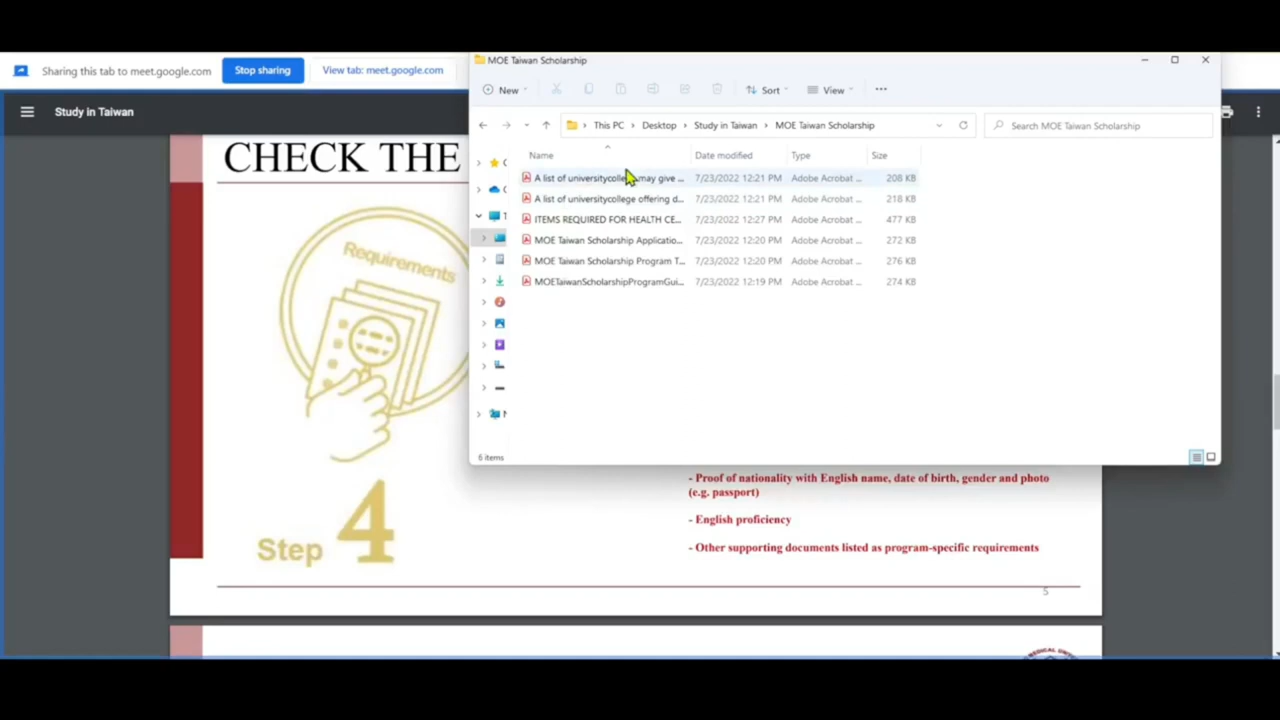 Sharing this tab to meet.google.com
Stop sharing
View tab: meet.google.com
Study in Taiwan
MOE Taiwan Scholarship
New
Sort
View
This PC > Desktop > Study in Taiwan > MOE Taiwan Scholarship
Search MOE Taiwan Scholarship
Name Date modified Type Size
A list of universitycolle may give ... 7/23/2022 12:21 PM Adobe Acrobat ... 208 KB
A list of universitycollege offering d... 7/23/2022 12:21 PM Adobe Acrobat ... 218 KB
ITEMS REQUIRED FOR HEALTH CE... 7/23/2022 12:27 PM Adobe Acrobat ... 477 KB
MOE Taiwan Scholarship Applicatio... 7/23/2022 12:20 PM Adobe Acrobat ... 272 KB
MOE Taiwan Scholarship Program T... 7/23/2022 12:20 PM Adobe Acrobat ... 276 KB
MOETaiwanScholarshipProgramGui... 7/23/2022 12:19 PM Adobe Acrobat ... 274 KB
6 items
CHECK THE
Requirements
Step 4
- Proof of nationality with English name, date of birth, gender and photo
(e.g. passport)
- English proficiency
- Other supporting documents listed as program-specific requirements
5
MEDICAL